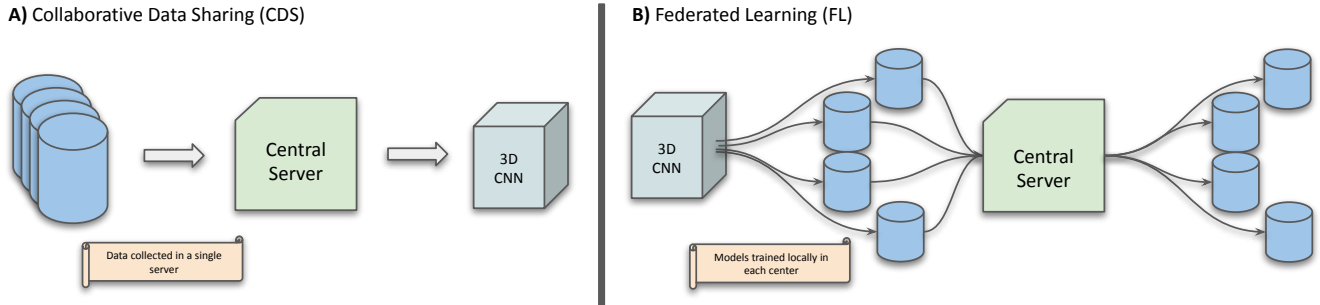 A) Collaborative Data Sharing (CDS)
Central
Server
3D
CNN
Data collected in a single
server
B) Federated Learning (FL)
3D
CNN
Central
Server
Models trained locally in
each center